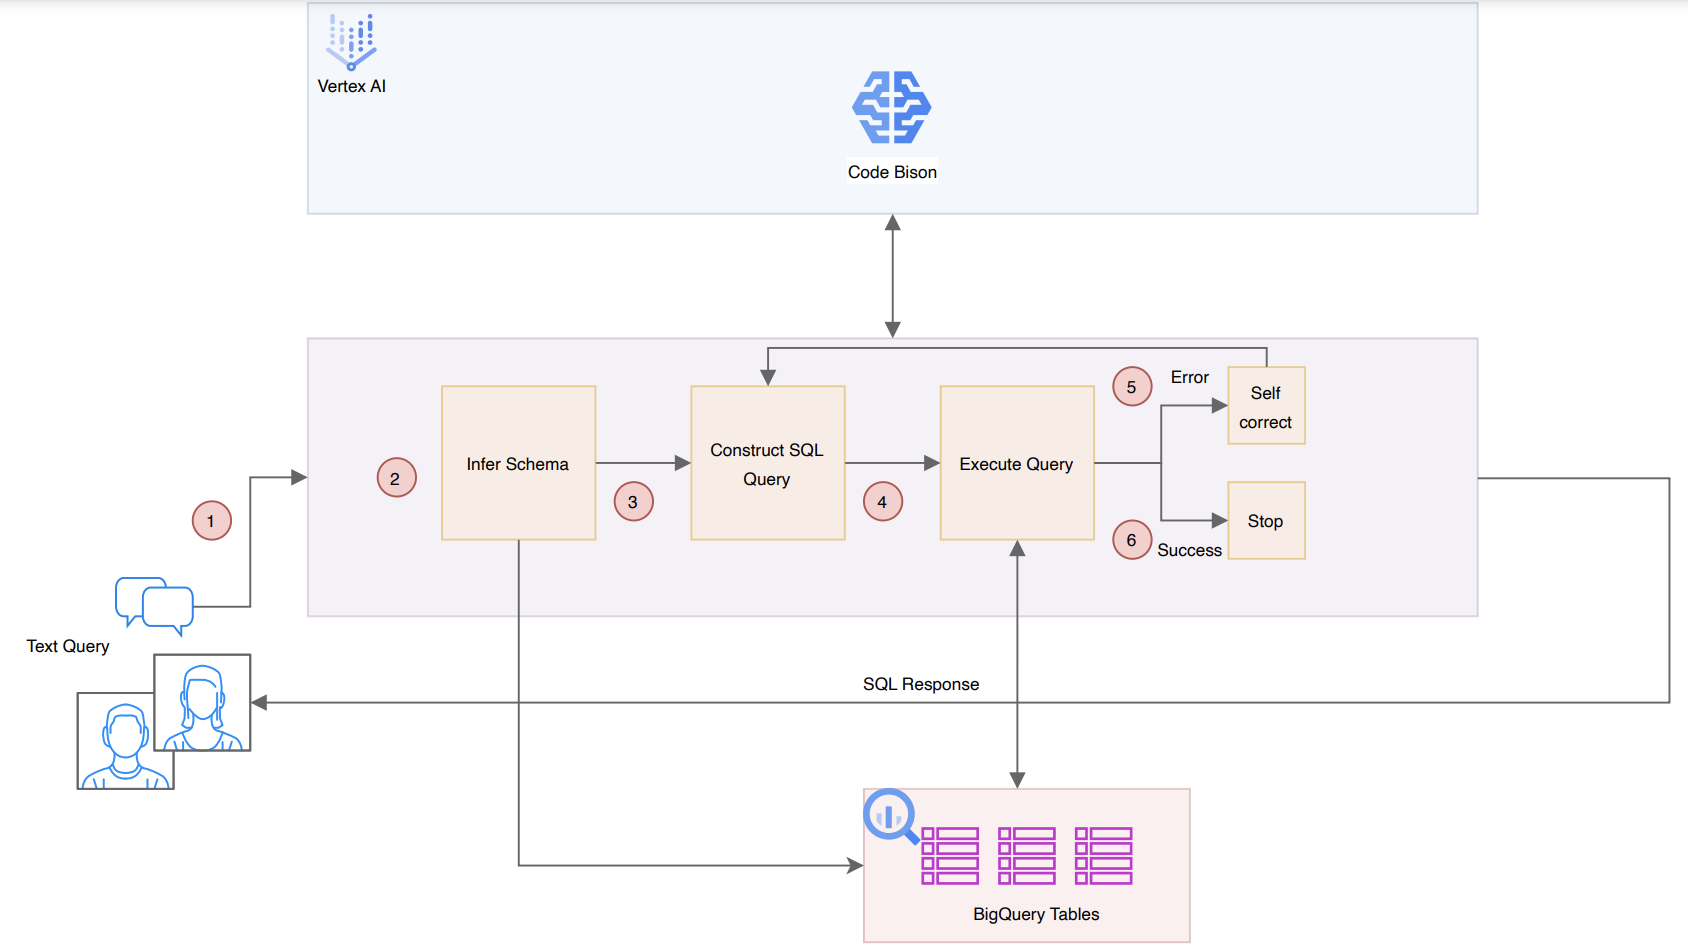 Vertex AI
Code Bison
5
Error
Self
correct
2
Infer Schema
3
Construct SQL
Query
4
Execute Query
1
6
Success
Stop
Text Query
SQL Response
BigQuery Tables